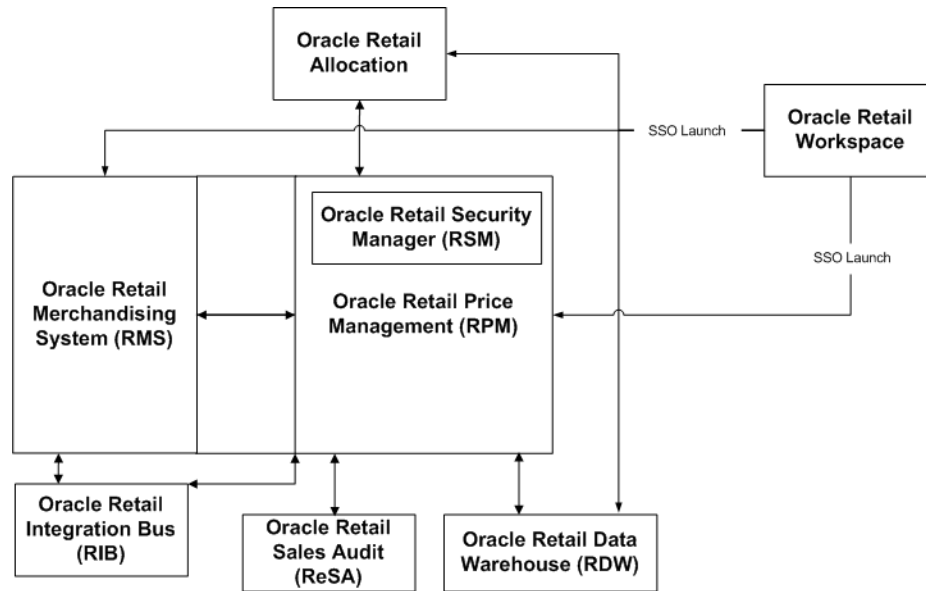 Oracle Retail
Allocation
SSO Launch
Oracle Retail
Workspace
Oracle Retail Security
Manager (RSM)
SSO Launch
Oracle Retail
Merchandising
System (RMS)
Oracle Retail Price
Management (RPM)
Oracle Retail
Integration Bus
(RIB)
Oracle Retail
Sales Audit
(ReSA)
Oracle Retail Data
Warehouse (RDW)